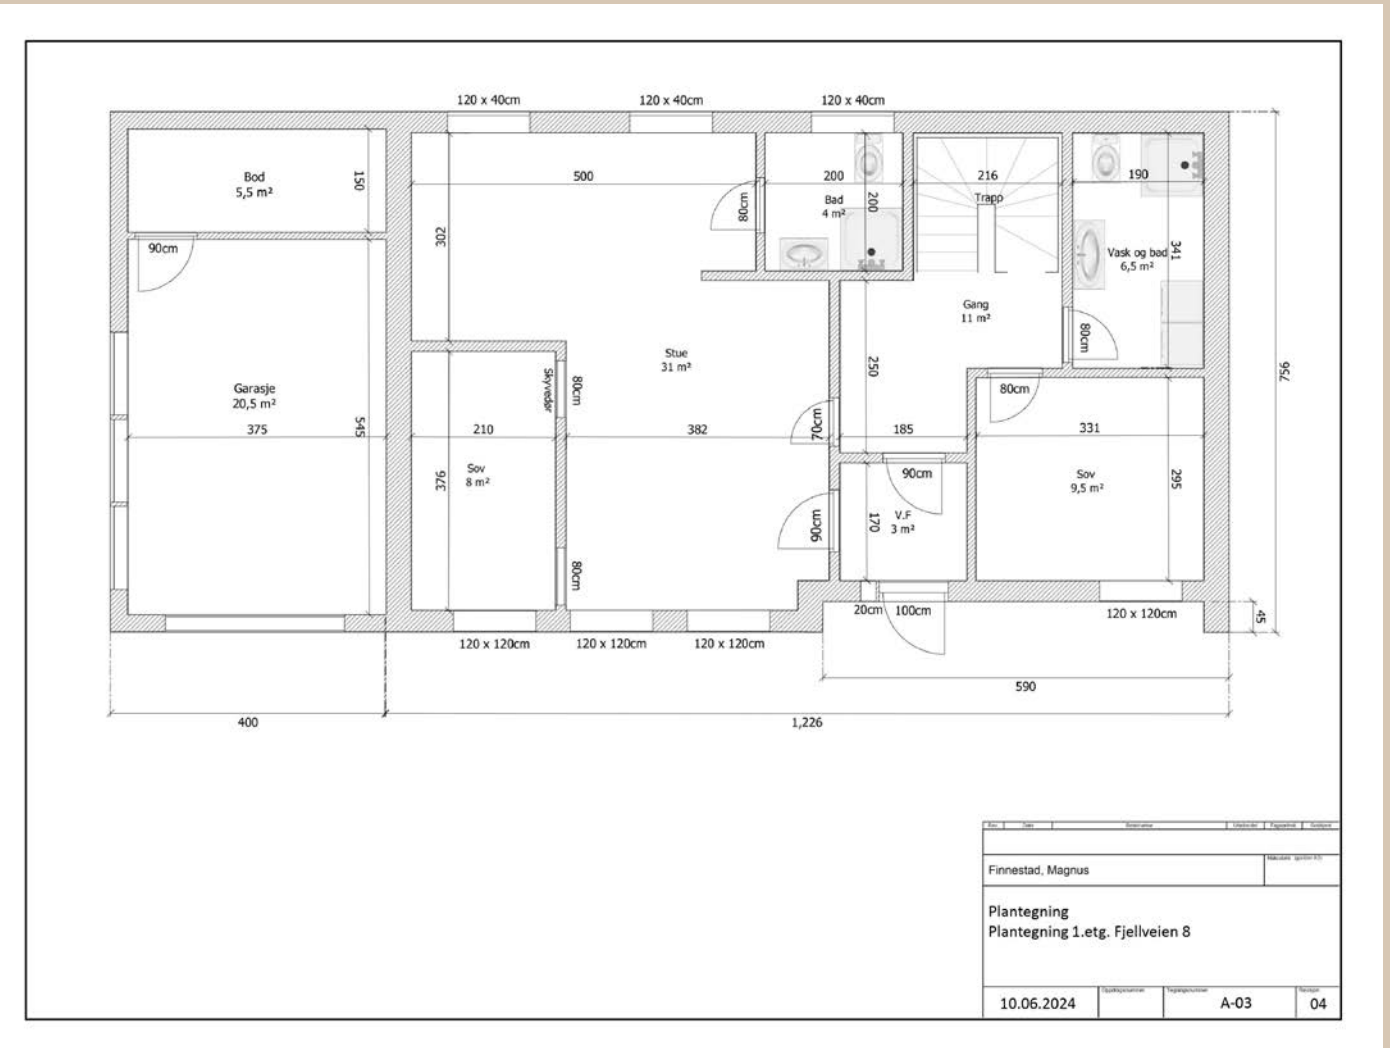 120 x 40cm
120 x 40cm
120 x 40cm
Bod
5,5 m²
150
90cm
500
302
80cm
200
Bad
4 m²
200
216
Trapp
190
341
Vask og bad
6,5 m²
Gang
11 m²
80cm
756
Stue
31 m²
250
Garasje
20,5 m²
375
545
Skyvedør
80cm
80cm
210
Sov
8 m²
376
382
70cm
185
331
90cm
Sov
9,5 m²
295
90cm
170
V.F
3 m²
80cm
20cm
100cm
120 x 120cm
45
120 x 120cm
120 x 120cm
120 x 120cm
590
400
1,226
Finnestad, Magnus
Plantegning
Plantegning 1.etg. Fjellveien 8
10.06.2024
A-03
04